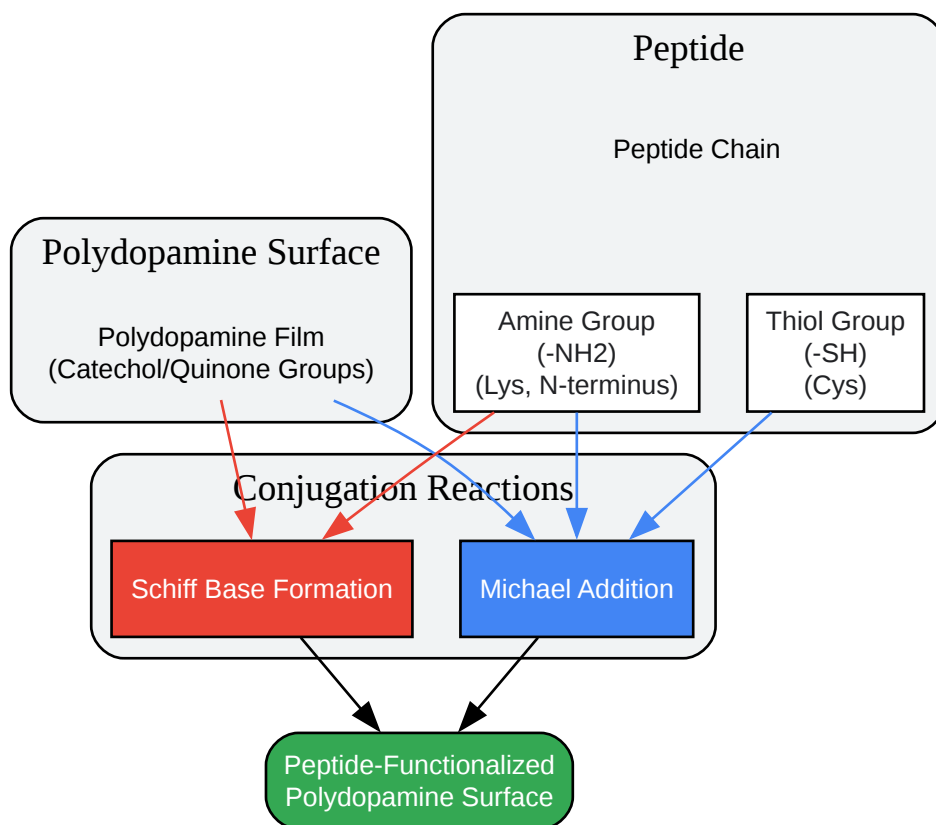 Peptide
Peptide Chain
Polydopamine Surface
Polydopamine Film
(Catechol/Quinone Groups)
Amine Group
(-NH2)
(Lys, N-terminus)
Thiol Group
(-SH)
(Cys)
Conjugation Reactions
Schiff Base Formation
Michael Addition
Peptide-Functionalized
Polydopamine Surface